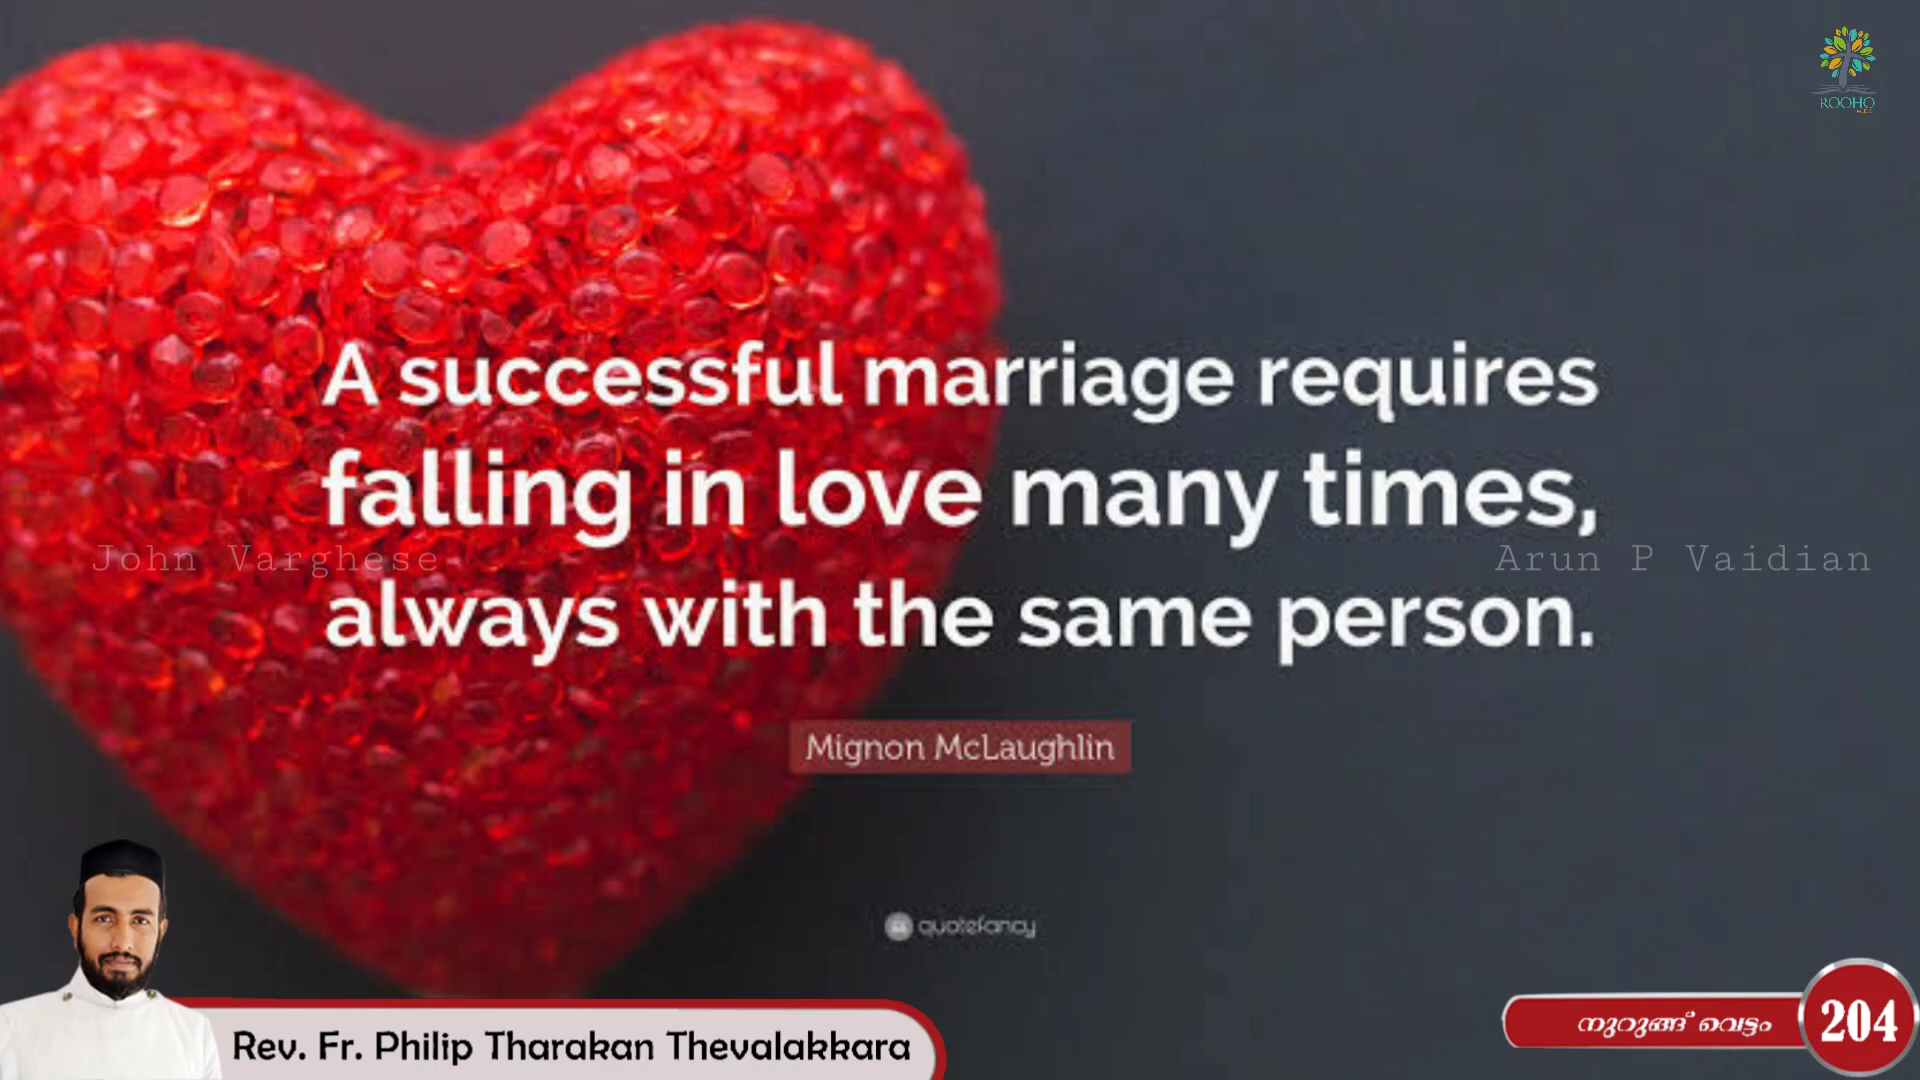 ROOHO
A successful marriage requires
falling in love many times,
John Varghese
Arun P Vaidian
always with the same person.
Mignon McLaughlin
quotefancy
Rev. Fr. Philip Tharakan Thevalakkara
നുറുങ്ങ് വെട്ടം
204